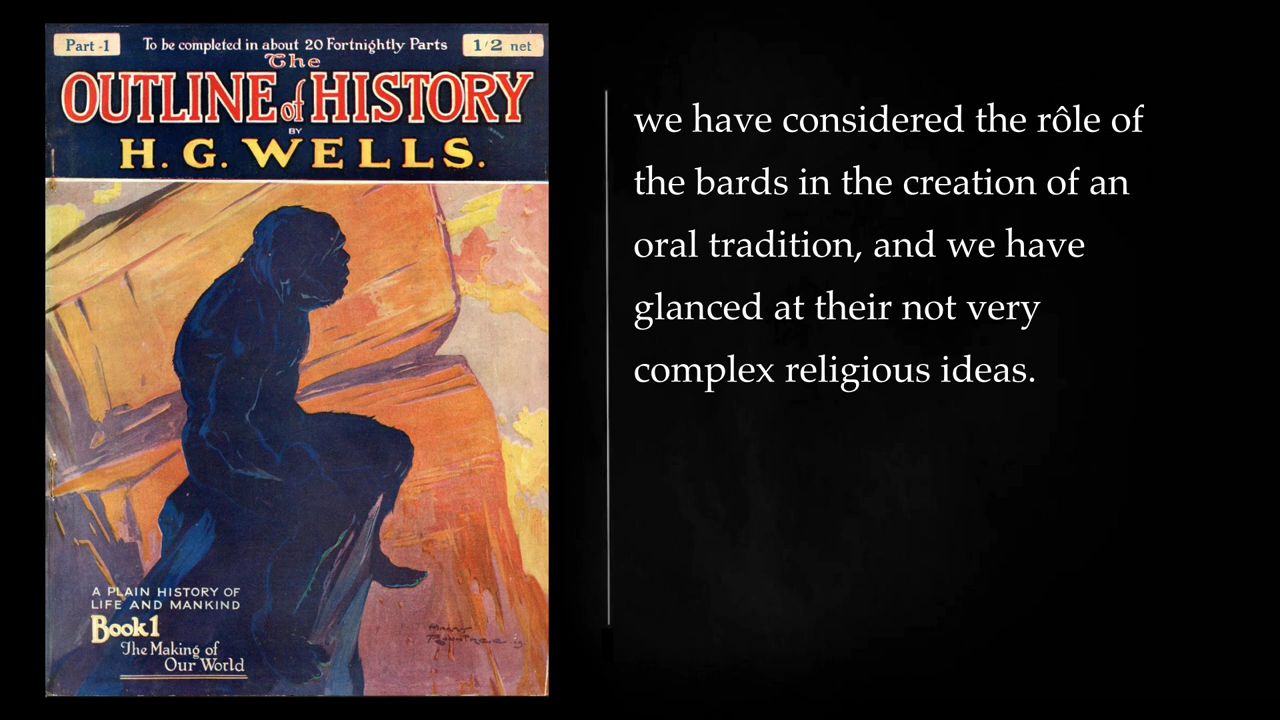 Part -1
To be completed in about 20 Fortnightly Parts
1/2 net
The
OUTLINE of HISTORY
BY
H. G. WELLS.
we have considered the rôle of
the bards in the creation of an
oral tradition, and we have
glanced at their not very
complex religious ideas.
A PLAIN HISTORY OF
LIFE AND MANKIND
Book 1
The Making of
Our World